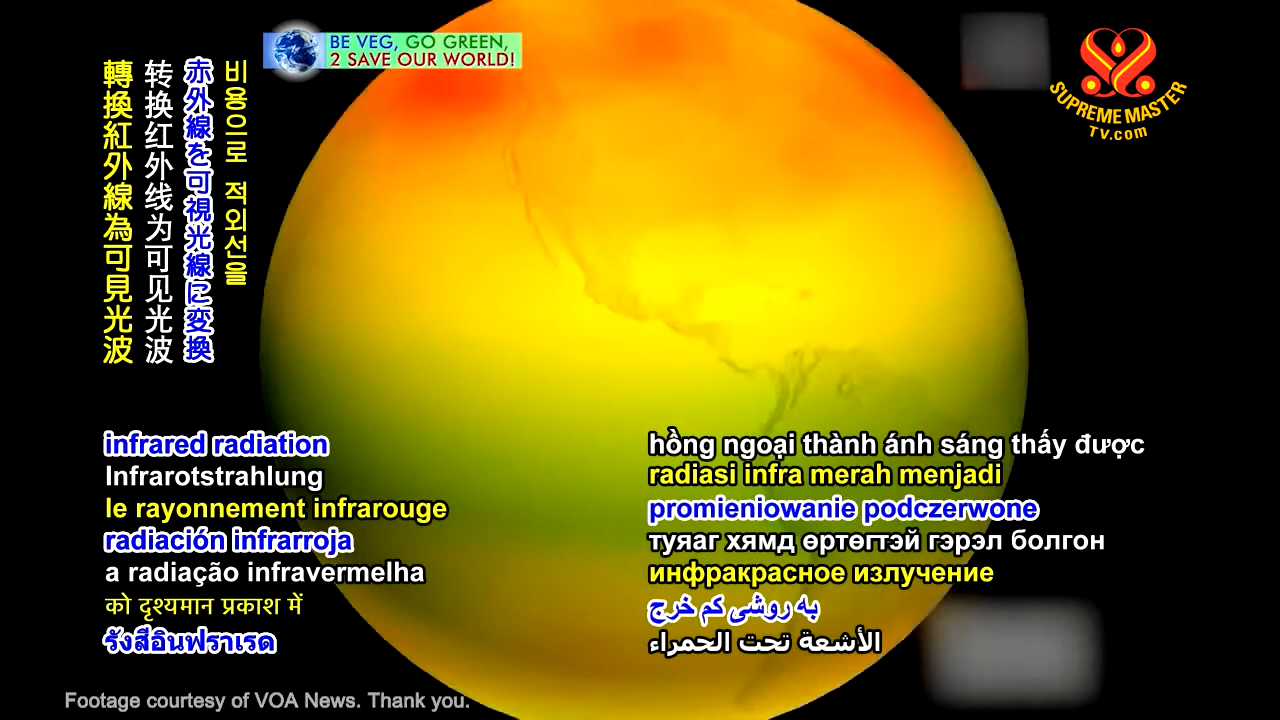 BE VEG, GO GREEN,
2 SAVE OUR WORLD!
SUPREME MASTER
TV.com
비용으로 적외선을
赤外線を可視光線に変換
转换红外线为可见光波
轉換紅外線為可見光波
infrared radiation
Infrarotstrahlung
le rayonnement infrarouge
radiación infrarroja
a radiação infravermelha
को दृश्यमान प्रकाश में
รังสีอินฟราเรด
hồng ngoại thành ánh sáng thấy được
radiasi infra merah menjadi
promieniowanie podczerwone
туяаг хямд өртөгтэй гэрэл болгон
инфракрасное излучение
به روشی کم خرج
الأشعة تحت الحمراء
Footage courtesy of VOA News. Thank you.